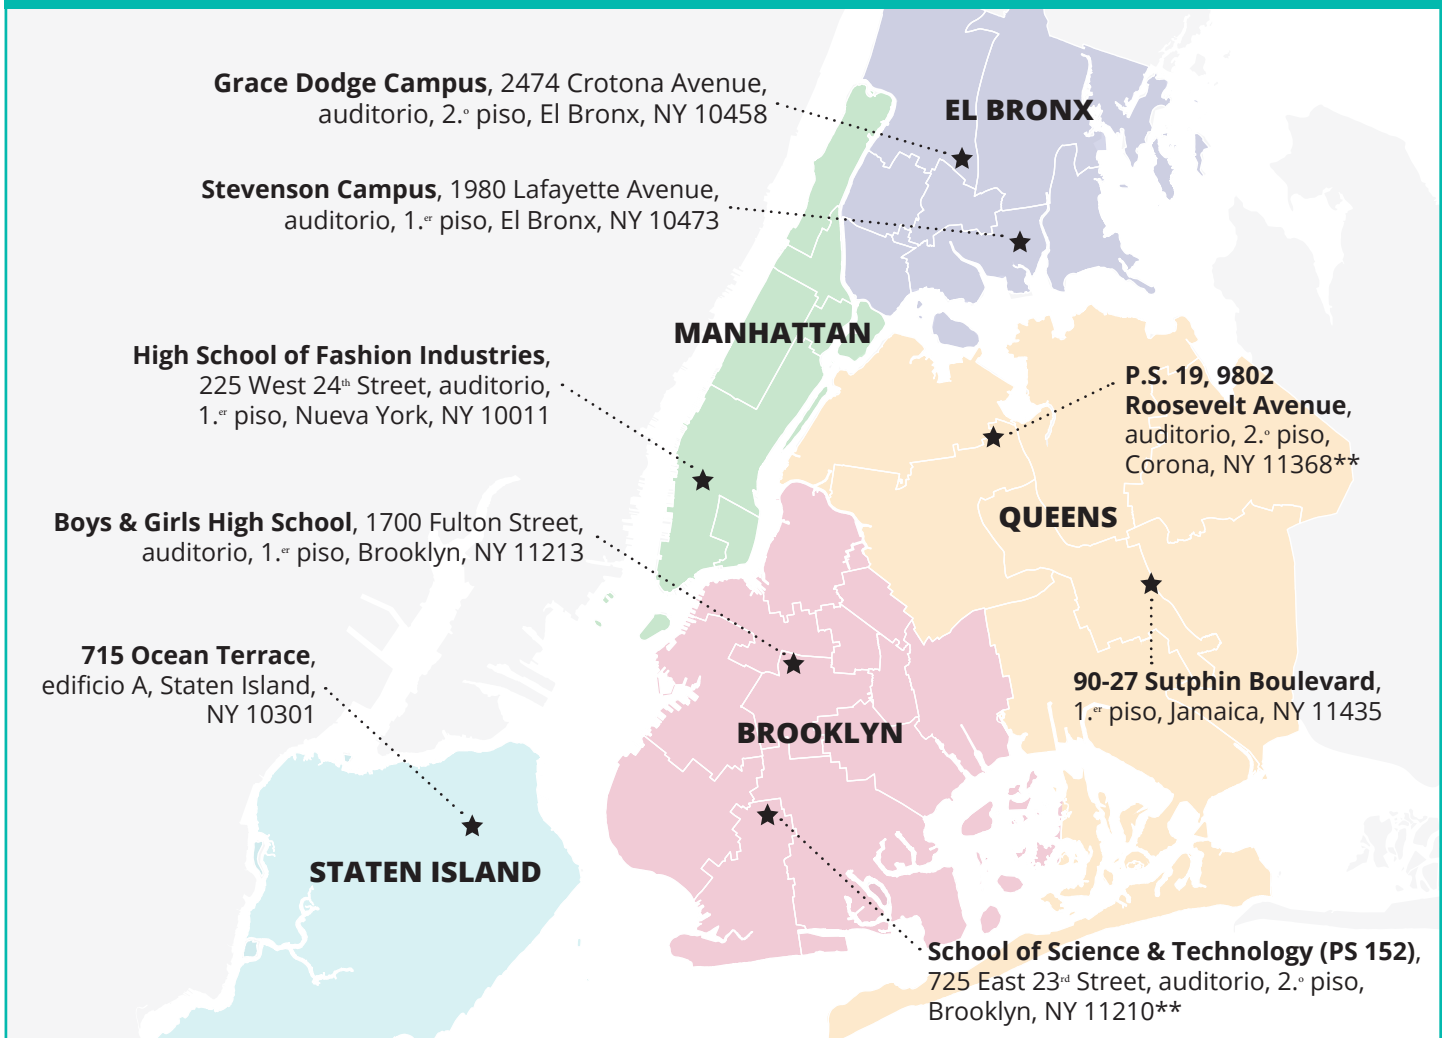 Grace Dodge Campus, 2474 Crotona Avenue,
auditorio, 2.º piso, El Bronx, NY 10458
EL BRONX
Stevenson Campus, 1980 Lafayette Avenue,
auditorio, 1.ᵉʳ piso, El Bronx, NY 10473
MANHATTAN
High School of Fashion Industries,
225 West 24ᵗʰ Street, auditorio,
1.ᵉʳ piso, Nueva York, NY 10011
P.S. 19, 9802
Roosevelt Avenue,
auditorio, 2.º piso,
Corona, NY 11368**
QUEENS
Boys & Girls High School, 1700 Fulton Street,
auditorio, 1.ᵉʳ piso, Brooklyn, NY 11213
715 Ocean Terrace,
edificio A, Staten Island,
NY 10301
90-27 Sutphin Boulevard,
1.ᵉʳ piso, Jamaica, NY 11435
BROOKLYN
STATEN ISLAND
School of Science & Technology (PS 152),
725 East 23ʳᵈ Street, auditorio, 2.º piso,
Brooklyn, NY 11210**